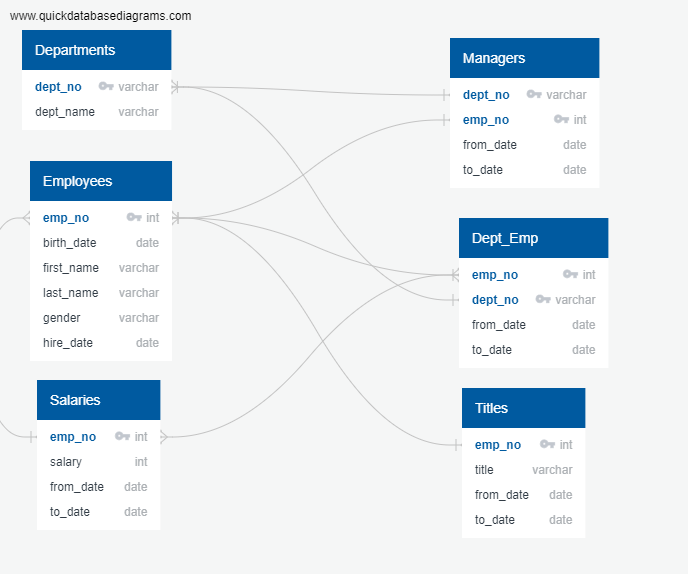 www.quickdatabasediagrams.com
Departments
dept_no varchar
dept_name varchar
Employees
emp_no int
birth_date date
first_name varchar
last_name varchar
gender varchar
hire_date date
Salaries
emp_no int
salary int
from_date date
to_date date
Managers
dept_no varchar
emp_no int
from_date date
to_date date
Dept_Emp
emp_no int
dept_no varchar
from_date date
to_date date
Titles
emp_no int
title varchar
from_date date
to_date date